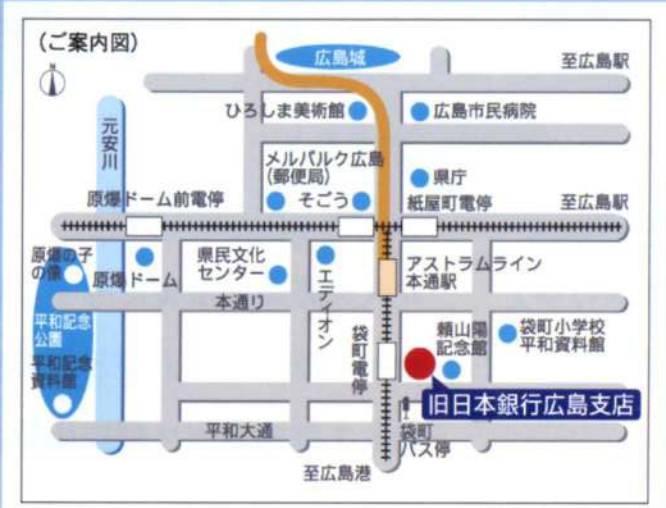 (ご案内図)
N
広島城
至広島駅
ひろしま美術館
広島市民病院
元安川
メルパルク広島
(郵便局)
県庁
原爆ドーム前電停
そごう
紙屋町電停
至広島駅
原爆の子
の像
原爆ドーム
県民文化
センター
エディオン
アストラムライン
本通駅
本通り
平和記念
公園
袋町電停
頼山陽
記念館
袋町小学校
平和資料館
平和記念
資料館
旧日本銀行広島支店
平和大通
袋町
バス停
至広島港